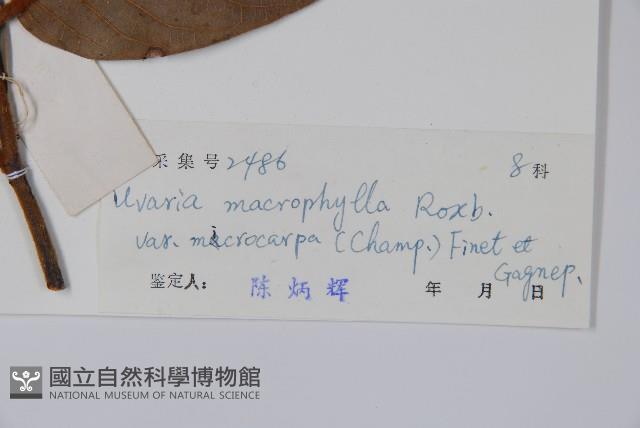 采集号 2486 8科
Uvaria macrophylla Roxb.
var. microcarpa (Champ.) Finet et
Gagnep.
鉴定人: 陈炳辉 年 月 日
國立自然科學博物館
NATIONAL MUSEUM OF NATURAL SCIENCE